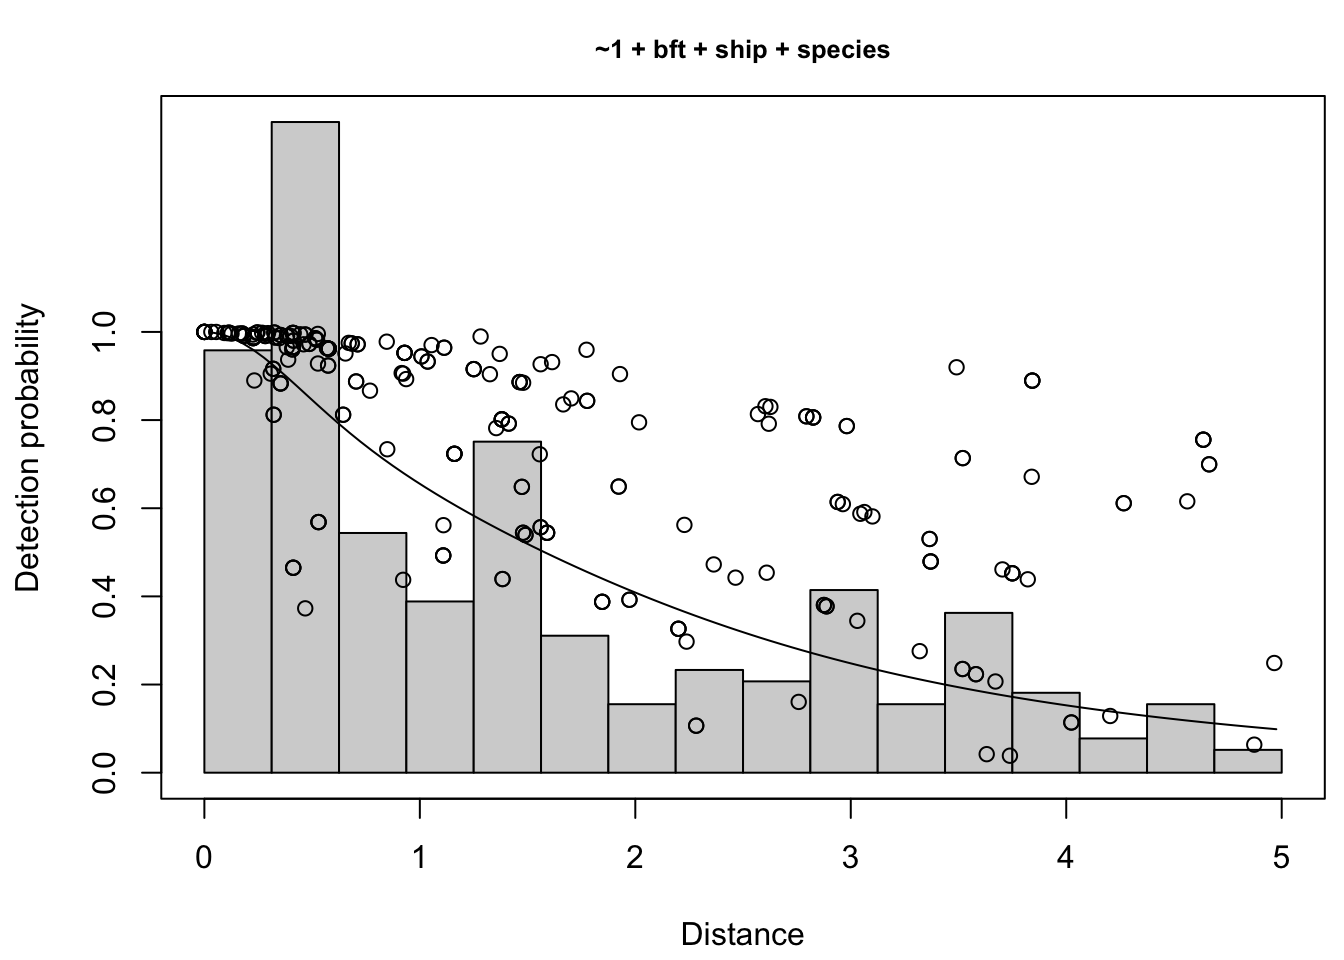 ~1 + bft + ship + species
Detection probability
1.0
0.8
0.6
0.4
0.2
0.0
0 1 2 3 4 5
Distance